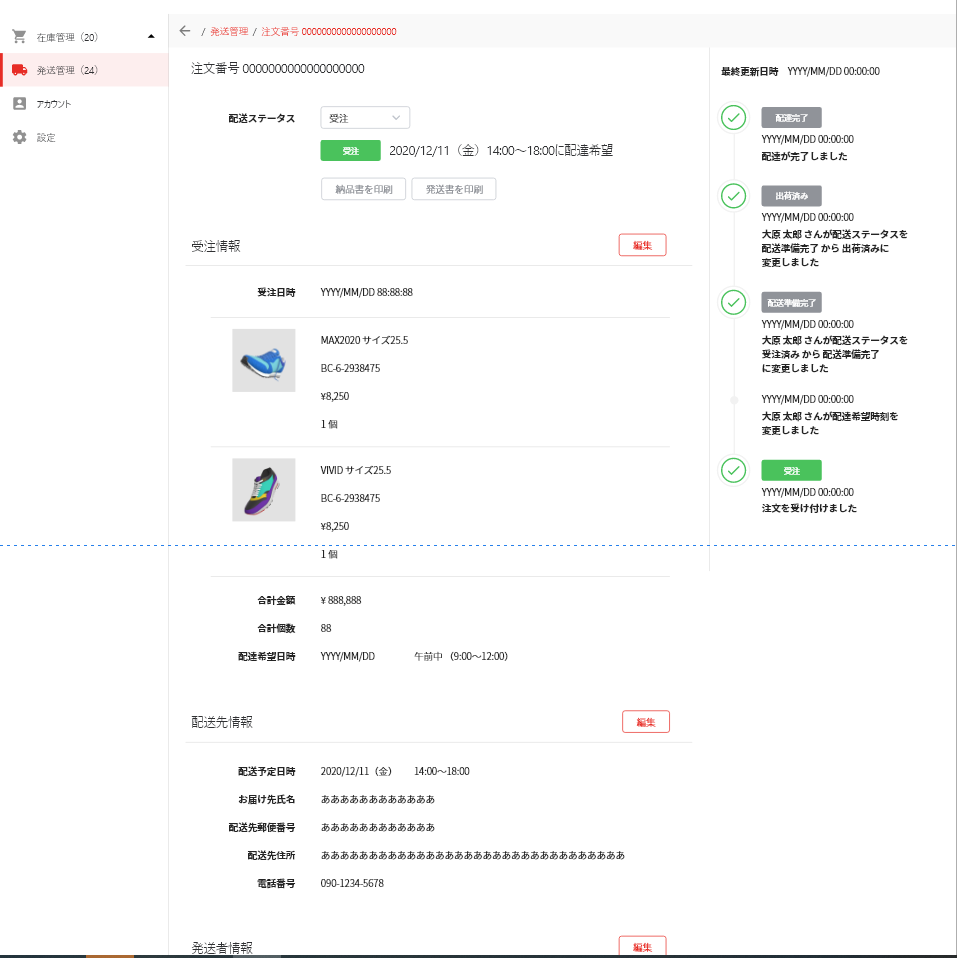 在庫管理（20）
発送管理（24）
アカウント
設定
/ 発送管理 / 注文番号 0000000000000000000
注文番号 0000000000000000000
配送ステータス 受注
受注 2020/12/11（金）14:00～18:00に配達希望
納品書を印刷 発送書を印刷
受注情報 編集
受注日時 YYYY/MM/DD 88:88:88
MAX2020 サイズ25.5
BC-6-2938475
¥8,250
1 個
VIVID サイズ25.5
BC-6-2938475
¥8,250
1 個
合計金額 ¥ 888,888
合計個数 88
配達希望日時 YYYY/MM/DD 午前中（9:00～12:00）
配送先情報 編集
配送予定日時 2020/12/11（金） 14:00～18:00
お届け先氏名 ああああああああああああ
配送先郵便番号 ああああああああああああ
配送先住所 ああああああああああああああああああああああああああああああああ
電話番号 090-1234-5678
発送者情報 編集
最終更新日時 YYYY/MM/DD 00:00:00
配達完了
YYYY/MM/DD 00:00:00
配達が完了しました
出荷済み
YYYY/MM/DD 00:00:00
大原 太郎 さんが配送ステータスを
配送準備完了 から 出荷済みに
変更しました
配送準備完了
YYYY/MM/DD 00:00:00
大原 太郎 さんが配送ステータスを
受注済み から 配送準備完了
に変更しました
YYYY/MM/DD 00:00:00
大原 太郎 さんが配達希望時刻を
変更しました
受注
YYYY/MM/DD 00:00:00
注文を受け付けました